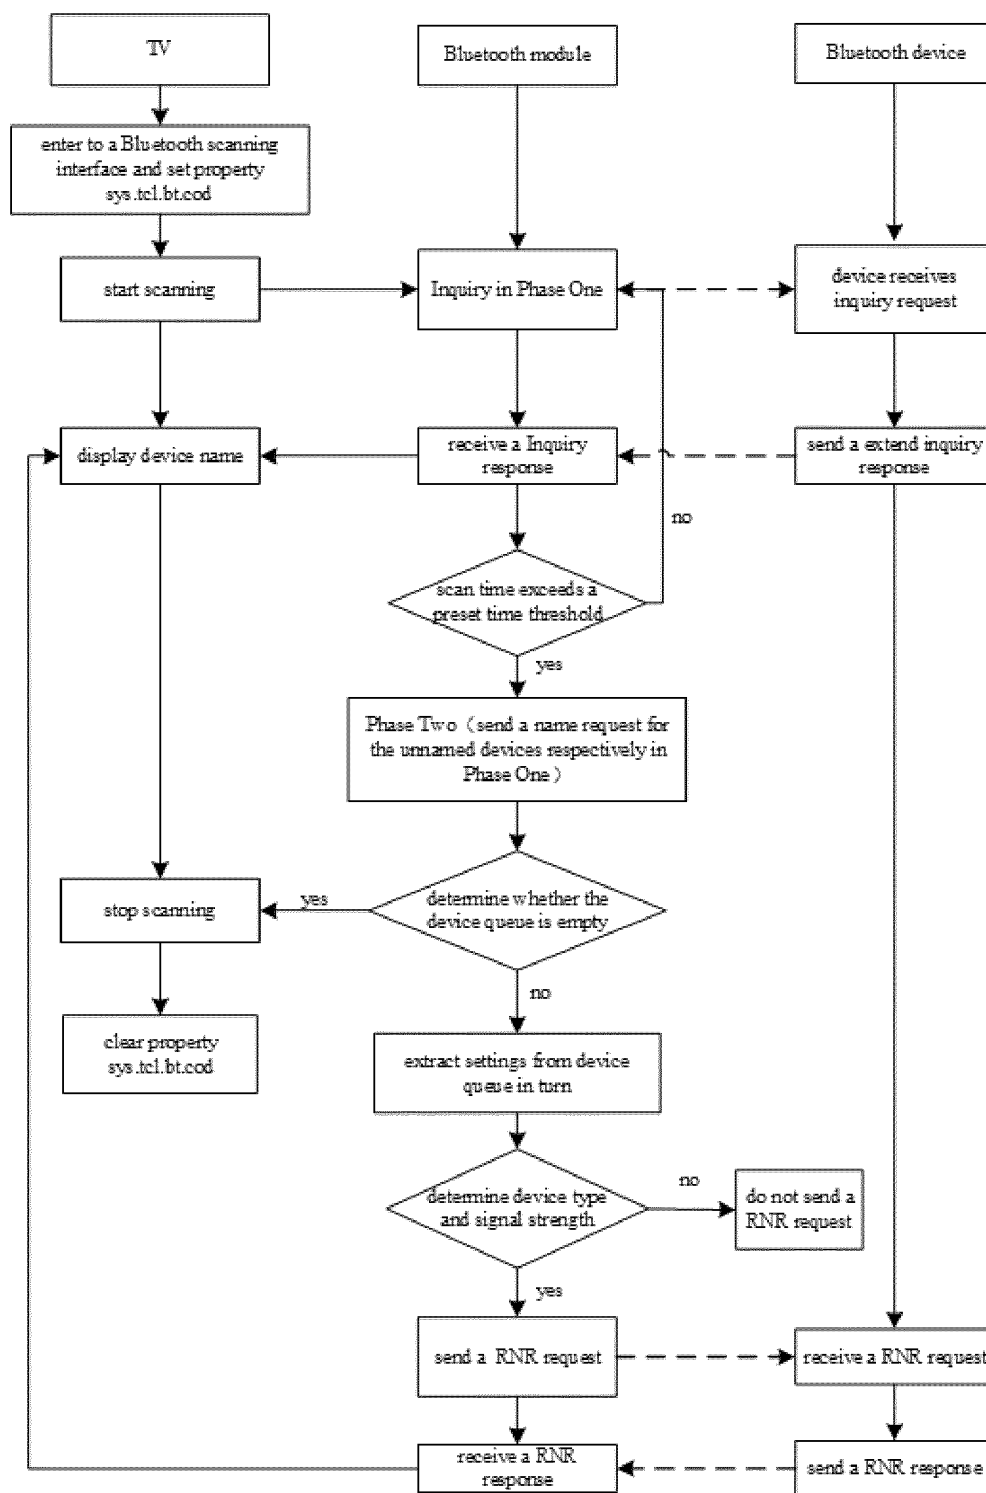 TV
Bluetooth module
Bluetooth device
enter to a Bluetooth scanning
interface and set property
sys.tcl.bt.cod
start scanning
Inquiry in Phase One
device receives
inquiry request
display device name
receive a Inquiry
response
send a extend inquiry
response
no
scan time exceeds a
preset time threshold
yes
Phase Two（send a name request for
the unnamed devices respectively in
Phase One）
stop scanning
yes
determine whether the
device queue is empty
no
clear property
sys.tcl.bt.cod
extract settings from device
queue in turn
determine device type
and signal strength
no
do not send a
RNR request
yes
send a RNR request
receive a RNR request
receive a RNR
response
send a RNR response